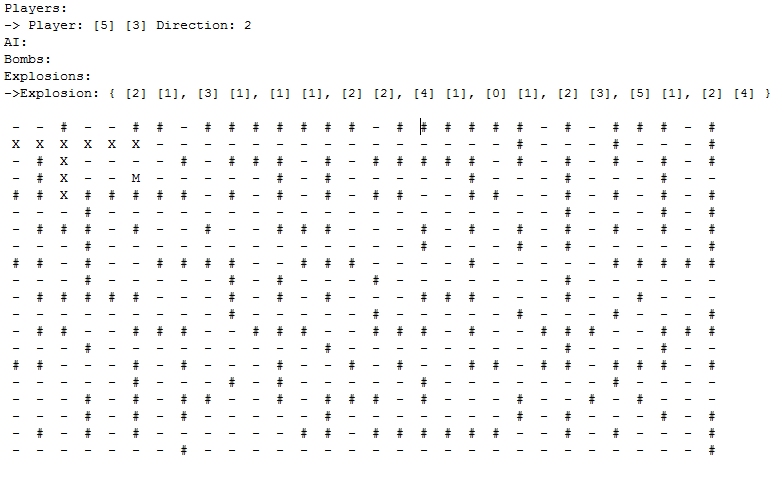 Players:
-> Player: [5] [3] Direction: 2
AI:
Bombs:
Explosions:
->Explosion: { [2] [1], [3] [1], [1] [1], [2] [2], [4] [1], [0] [1], [2] [3], [5] [1], [2] [4] }
- - # - - # # - # # # # # # # - # # # # # # - # - # # # - #
X X X X X X - - - - - - - - - - - - - - - # - - - # - - - #
- # X - - - - # - # # # - # - # # # # # - # - # - # - # - #
- # X - - M - - - - - # - # - - - - - # - - - # - - - # - -
# # X # # # # # - # - # - # - # # - - # # - - # - # - # - #
- - - # - - - - - - - - - - - - - - - - - - - # - - - # - #
- # # # - # - - # - - # # # - - - # - # - # - # - # - # - #
- - - # - - - - - - - - - - - - - # - - - # - # - - - - - #
# # - # - - # # # # - - # # # - - - - # - - - - - # # # # #
- - - # - - - - - # - # - - - # - - - - - - - # - - - - - -
- # # # # # - - - # - # - # - - - # # # - - - # - - # - - -
- - - - - - - - - # - - - - - # - - - - - # - - - # - - - #
- # # - - # # # - - # # # - - # # # - # - - # # # - - # # #
- - - # - - - - - - - - - # - - - - - - - - - # - - - # - -
# # - - - # - # - - - # - - # - # - - # # - # # - # # # - #
- - - - - # - - - # - # - - - - - # - - - - - - - # - - - -
- - - # - # - # # - - # - # # # - # - - - # - - # - # - - -
- - - # - # - # - - - - - # - - - - - - - # - # - - - # - #
- # - # - # - - - - - - # # - # # # # # # - - # - # - - - #
- - - - - - - # - - - - - - - - - - - - - - - - - - - - - #